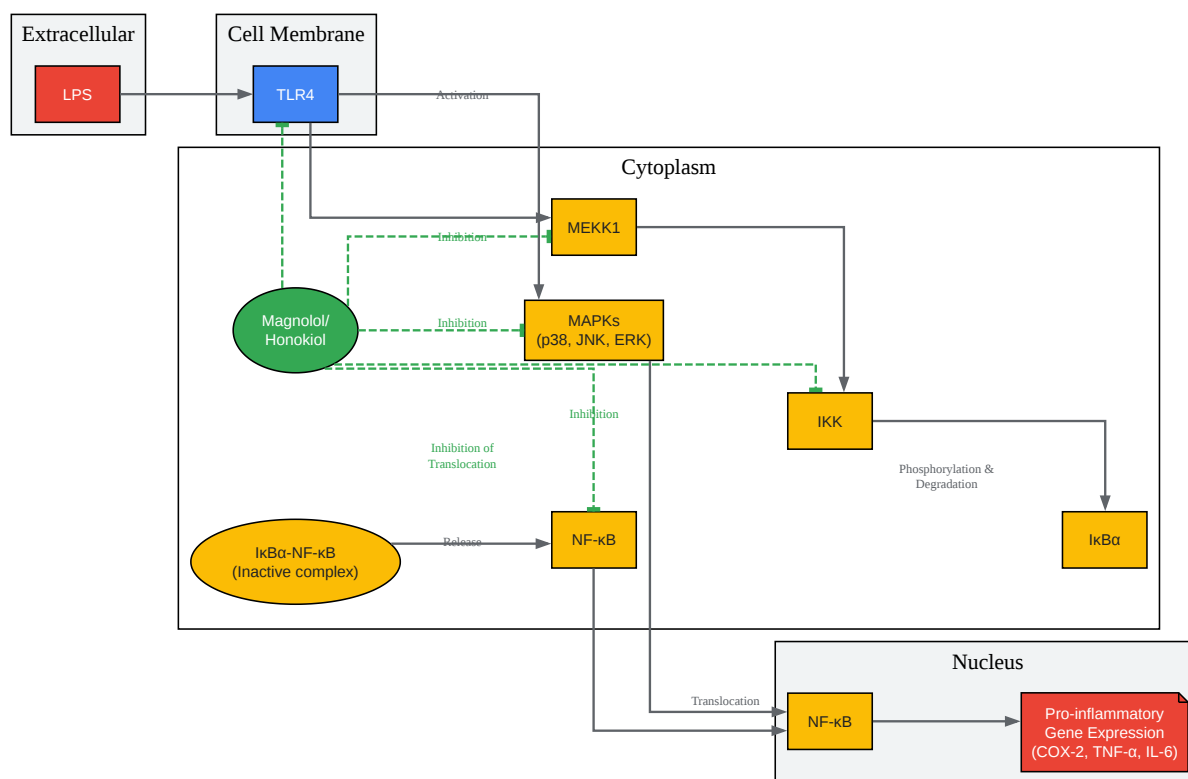 Extracellular
Cell Membrane
LPS
TLR4
Activation
Cytoplasm
MEKK1
Inhibition
Magnolol/
Honokiol
Inhibition
MAPKs
(p38, JNK, ERK)
Inhibition
IKK
Inhibition of
Translocation
Phosphorylation &
Degradation
IκBα-NF-κB
(Inactive complex)
Release
NF-κB
IκBα
Nucleus
Translocation
NF-κB
Pro-inflammatory
Gene Expression
(COX-2, TNF-α, IL-6)